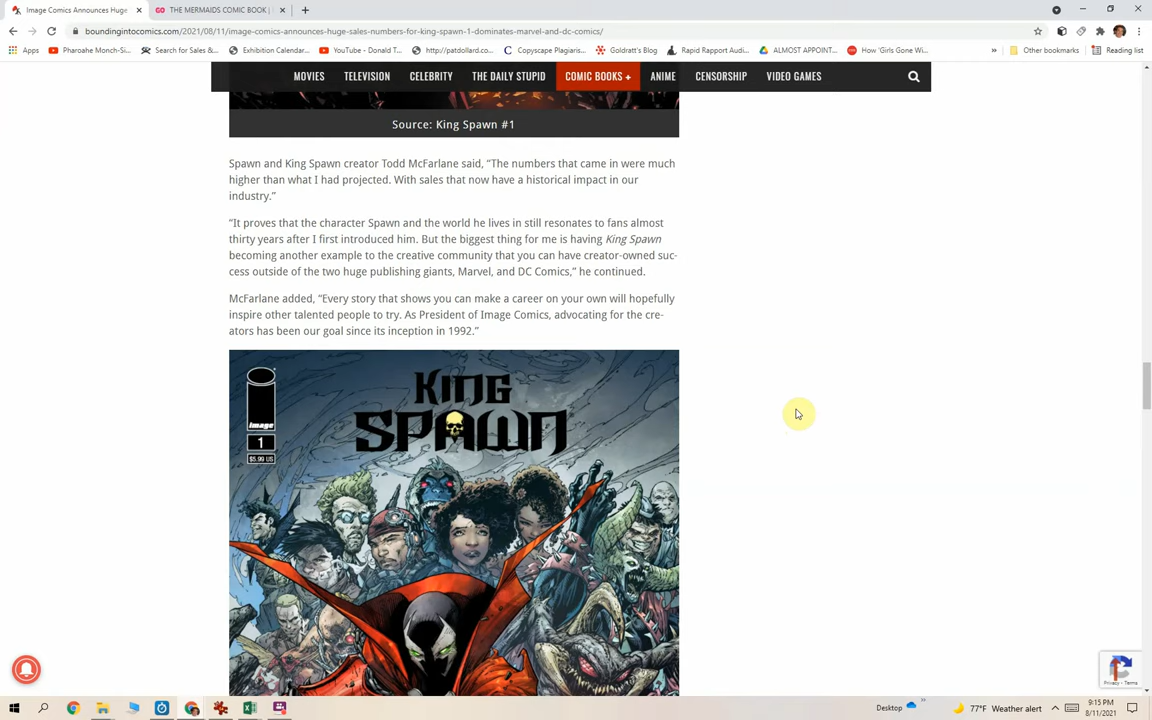 Image Comics Announces Huge
THE MERMAIDS COMIC BOOK |
boundingintocomics.com/2021/08/11/image-comics-announces-huge-sales-numbers-for-king-spawn-1-dominates-marvel-and-dc-comics/
Apps
Pharoahe Monch-Si...
Search for Sales &...
Exhibition Calendar...
YouTube - Donald T...
http://patdollard.co...
Copyscape Plagiaris...
Goldratt's Blog
Rapid Rapport Audi...
ALMOST APPOINT...
How 'Girls Gone Wi...
»
Other bookmarks
Reading list
MOVIES
TELEVISION
CELEBRITY
THE DAILY STUPID
COMIC BOOKS +
ANIME
CENSORSHIP
VIDEO GAMES
Source: King Spawn #1
Spawn and King Spawn creator Todd McFarlane said, “The numbers that came in were much
higher than what I had projected. With sales that now have a historical impact in our
industry.”
“It proves that the character Spawn and the world he lives in still resonates to fans almost
thirty years after I first introduced him. But the biggest thing for me is having King Spawn
becoming another example to the creative community that you can have creator-owned suc-
cess outside of the two huge publishing giants, Marvel, and DC Comics,” he continued.
McFarlane added, “Every story that shows you can make a career on your own will hopefully
inspire other talented people to try. As President of Image Comics, advocating for the cre-
ators has been our goal since its inception in 1992.”
image
1
$5.99 US
KING
SPAWN
Privacy - Terms
Desktop
»
77°F Weather alert
9:15 PM
8/11/2021